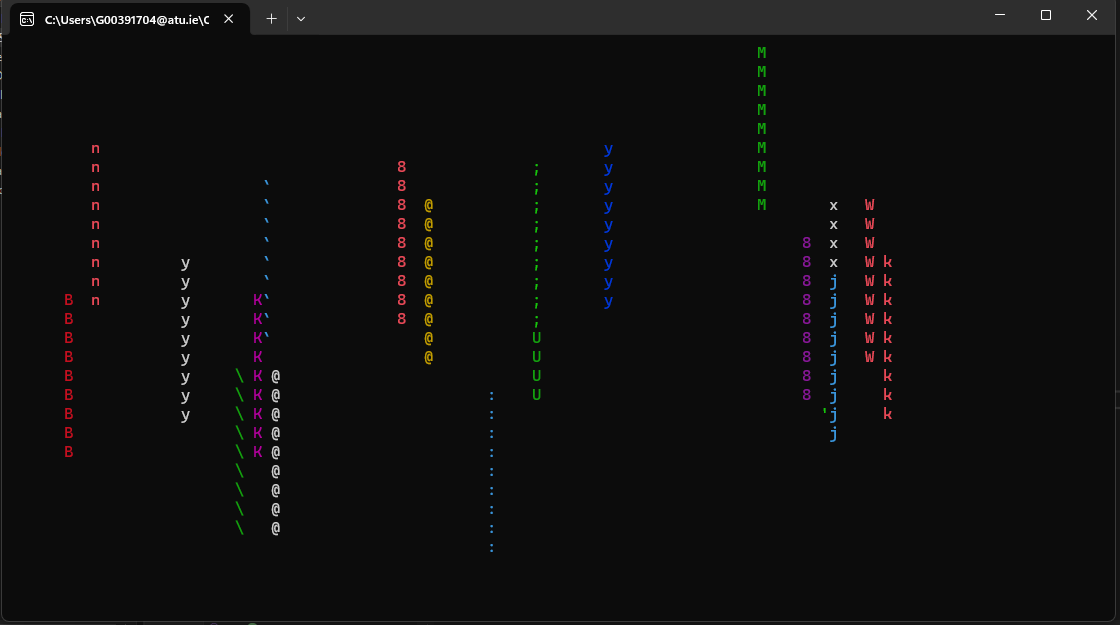 C:\Users\G00391704@atu.ie\C
M
M
M
M
M
n y M
n 8 ; y M
n ` 8 ; y M
n ` 8 @ ; y M x W
n ` 8 @ ; y x W
n ` 8 @ ; y 8 x W
n y ` 8 @ ; y 8 x W k
n y ` 8 @ ; y 8 j W k
B n y K` 8 @ ; y 8 j W k
B y K` 8 @ ; 8 j W k
B y K` @ U 8 j W k
B y K @ U 8 j W k
B y \ K @ U 8 j k
B y \ K @ : U 8 j k
B y \ K @ : 'j k
B \ K @ : j
B \ K @ :
\ @ :
\ @ :
\ @ :
\ @ :
: